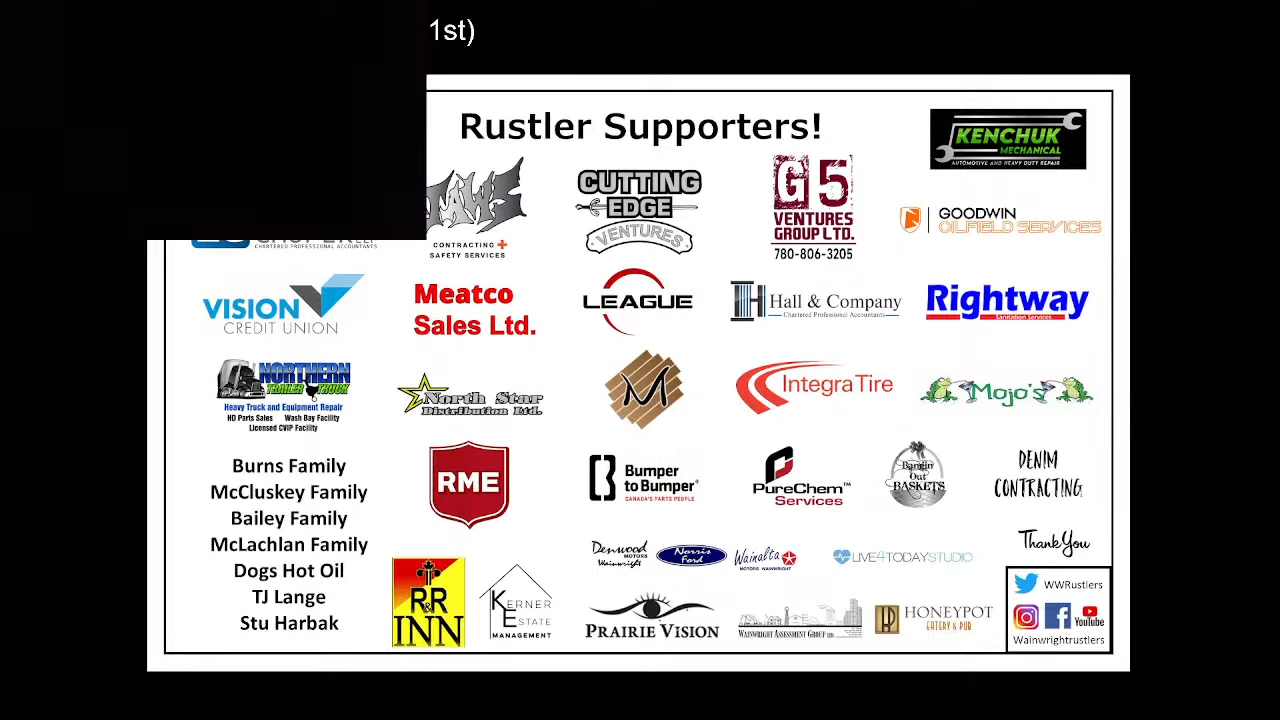 1st)
Rustler Supporters!
KENCHUK
MECHANICAL
AUTOMOTIVE AND HEAVY DUTY REPAIR
CONTRACTING +
SAFETY SERVICES
CUTTING
EDGE
VENTURES
G5
VENTURES
GROUP LTD.
780-806-3205
GOODWIN
OILFIELD SERVICES
CHARTERED PROFESSIONAL ACCOUNTANTS
VISION
CREDIT UNION
Meatco
Sales Ltd.
LEAGUE
Hall & Company
Chartered Professional Accountants
Rightway
Sanitation Services
NORTHERN
TRAILER TRUCK
Heavy Truck and Equipment Repair
HD Parts Sales Wash Bay Facility
Licensed CVIP Facility
North Star
Distribution Ltd.
M
Integra Tire
Mojo's
Burns Family
McCluskey Family
Bailey Family
McLachlan Family
Dogs Hot Oil
TJ Lange
Stu Harbak
RME
Bumper
to Bumper
CANADA'S PARTS PEOPLE
PureChem™
Services
Bangin'
Out
BASKETS
DENIM
CONTRACTING
Denwood
MOTORS
Wainwright
Norris
Ford
Wainalta
MOTORS WAINWRIGHT
LIVE4TODAYSTUDIO
Thank You
R&R
INN
KERNER
ESTATE
MANAGEMENT
PRAIRIE VISION
WAINWRIGHT ASSESSMENT GROUP LTD.
HONEYPOT
EATERY & PUB
WWRustlers
YouTube
Wainwrightrustlers